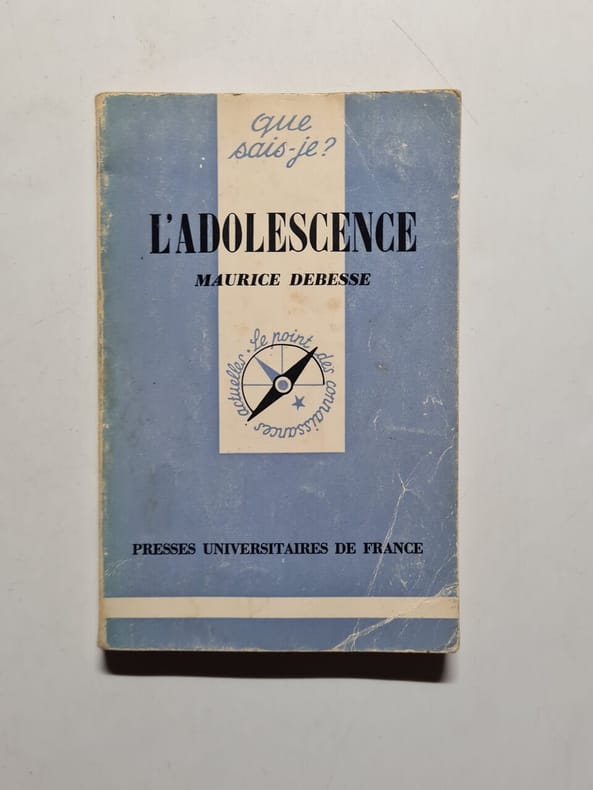 que
sais-je?
L'ADOLESCENCE
MAURICE DEBESSE
Le point des connaissances actuelles.
PRESSES UNIVERSITAIRES DE FRANCE